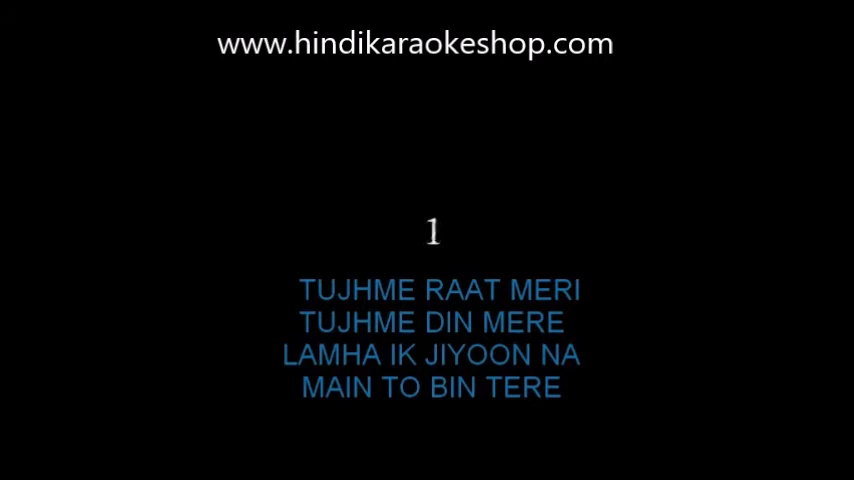 www.hindikaraokeshop.com
1
TUJHME RAAT MERI
TUJHME DIN MERE
LAMHA IK JIYOON NA
MAIN TO BIN TERE